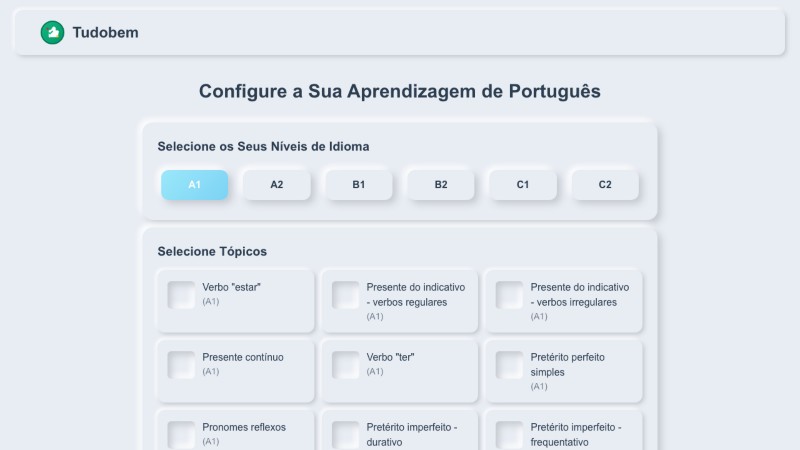 Tudobem
Configure a Sua Aprendizagem de Português
Selecione os Seus Níveis de Idioma
A1
A2
B1
B2
C1
C2
Selecione Tópicos
Verbo "estar"
(A1)
Presente do indicativo
- verbos regulares
(A1)
Presente do indicativo
- verbos irregulares
(A1)
Presente contínuo
(A1)
Verbo "ter"
(A1)
Pretérito perfeito
simples
(A1)
Pronomes reflexos
(A1)
Pretérito imperfeito -
durativo
Pretérito imperfeito -
frequentativo